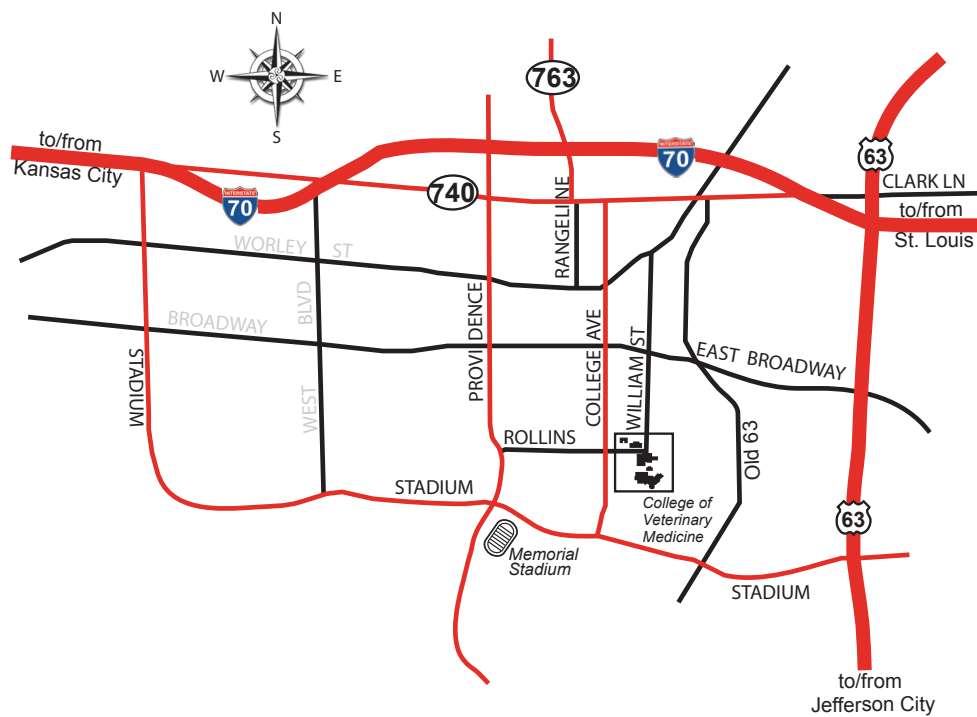 N
W
E
S
763
to/from
Kansas City
INTERSTATE
70
INTERSTATE
70
63
740
CLARK LN
to/from
St. Louis
WORLEY ST
RANGELINE
BROADWAY
BLVD
WEST
STADIUM
PROVIDENCE
COLLEGE AVE
WILLIAM ST
EAST BROADWAY
Old 63
ROLLINS
STADIUM
College of
Veterinary
Medicine
63
Memorial
Stadium
STADIUM
to/from
Jefferson City